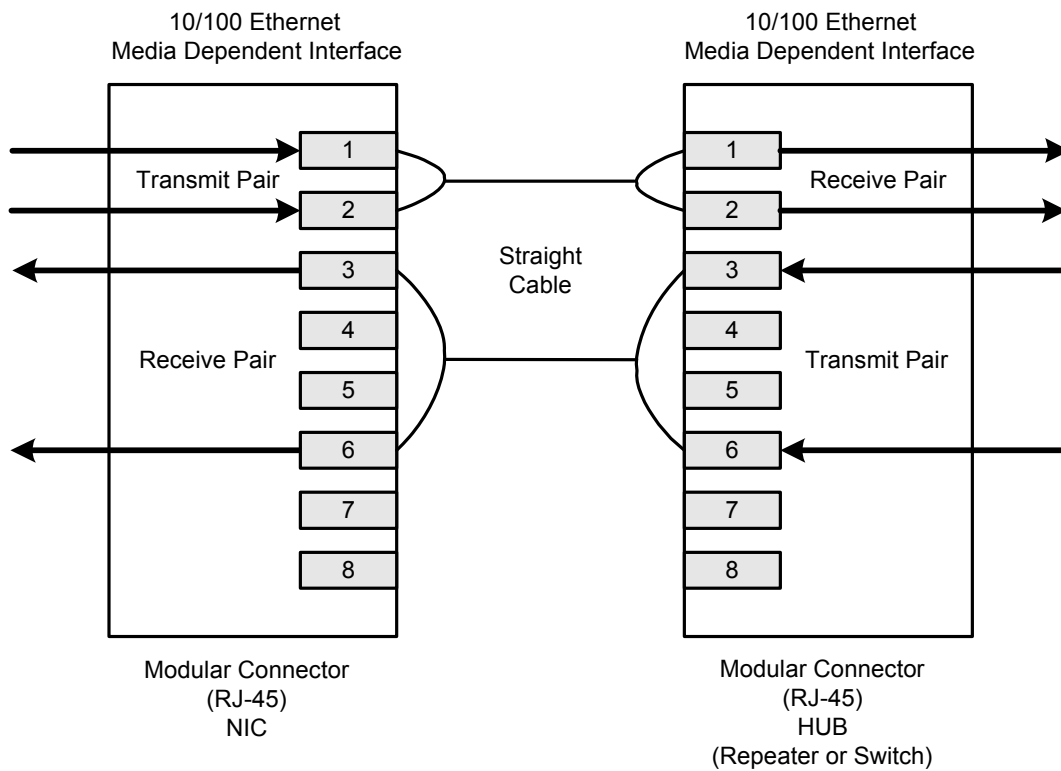 10/100 Ethernet
Media Dependent Interface
10/100 Ethernet
Media Dependent Interface
1
Transmit Pair
2
3
4
Receive Pair
5
6
7
8
Straight
Cable
1
Receive Pair
2
3
4
Transmit Pair
5
6
7
8
Modular Connector
(RJ-45)
NIC
Modular Connector
(RJ-45)
HUB
(Repeater or Switch)